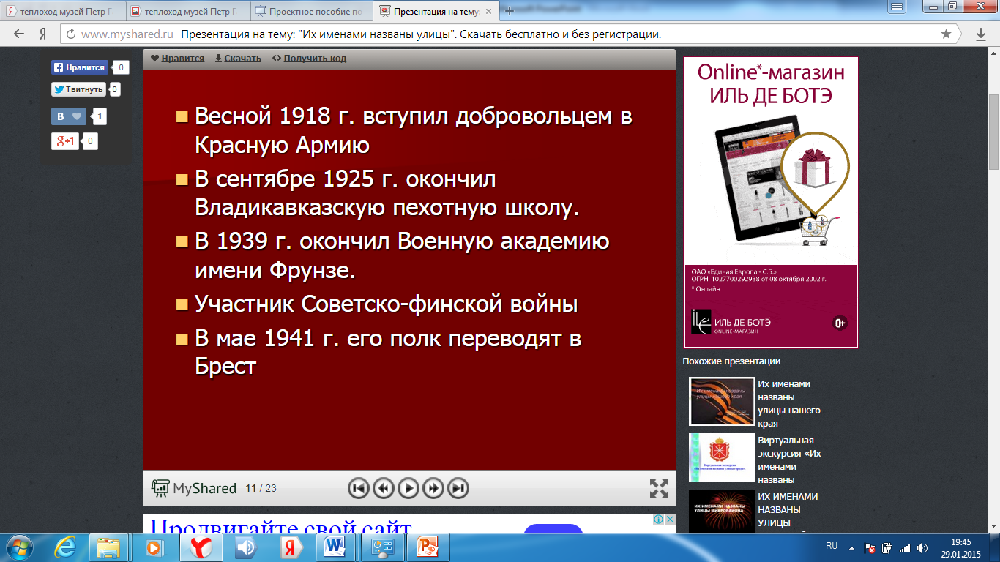 теплоход музей Петр Г
теплоход музей Петр Г
Проектное пособие по
Презентация на тему:
www.myshared.ru Презентация на тему: "Их именами названы улицы". Скачать бесплатно и без регистрации.
Нравится 0
Твитнуть 0
B 1
g+1 0
Нравится Скачать Получить код
Весной 1918 г. вступил добровольцем в
Красную Армию
В сентябре 1925 г. окончил
Владикавказскую пехотную школу.
В 1939 г. окончил Военную академию
имени Фрунзе.
Участник Советско-финской войны
В мае 1941 г. его полк переводят в
Брест
MyShared 11 / 23
Продвигайте свой сайт
Online*-магазин
ИЛЬ ДЕ БОТЭ
ОАО «Единая Европа - С.Б.»
ОГРН 1027700292938 от 08 октября 2002 г.
* Онлайн
ile ИЛЬ ДЕ БОТЭ
ONLINE-МАГАЗИН
0+
Похожие презентации
Их именами
названы
улицы нашего
края
Виртуальная
экскурсия «Их
именами
названы
ИХ ИМЕНАМИ НАЗВАНЫ
УЛИЦЫ МИКРОРАЙОНА
ИХ ИМЕНАМИ
НАЗВАНЫ
УЛИЦЫ
RU
19:45
29.01.2015